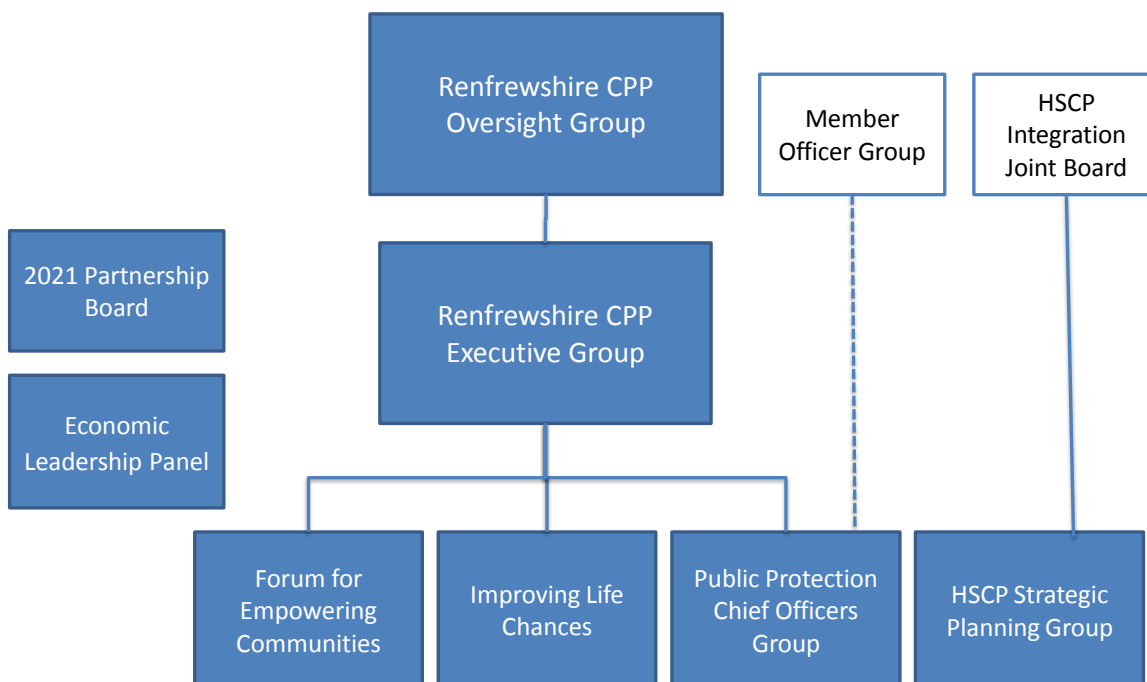 Renfrewshire CPP
Oversight Group
Member
Officer Group
HSCP
Integration
Joint Board
2021 Partnership
Board
Renfrewshire CPP
Executive Group
Economic
Leadership Panel
Forum for
Empowering
Communities
Improving Life
Chances
Public Protection
Chief Officers
Group
HSCP Strategic
Planning Group